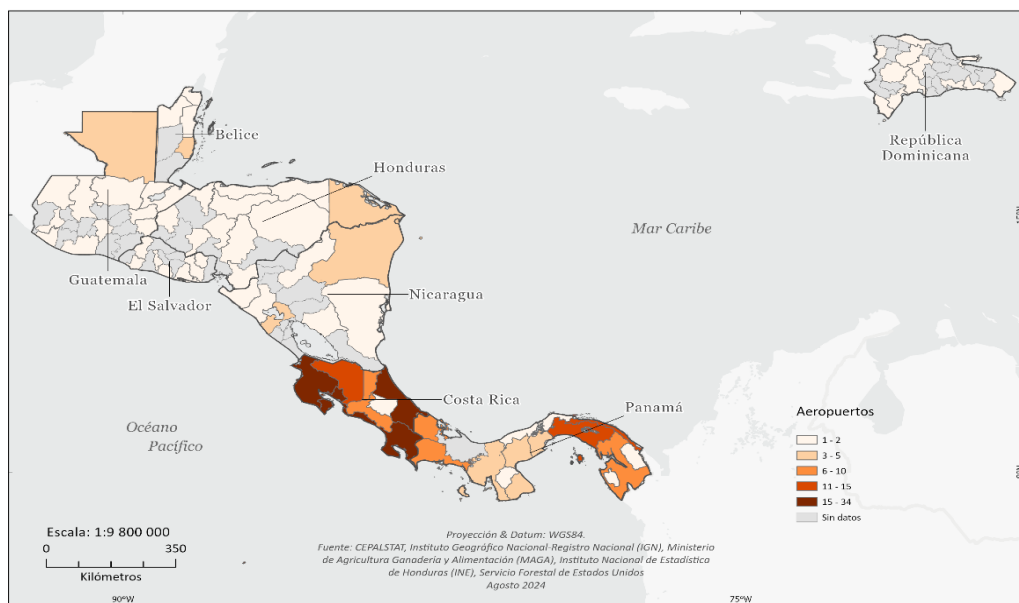 Belice
Honduras
República
Dominicana
Mar Caribe
Guatemala
El Salvador
Nicaragua
Costa Rica
Panamá
Océano
Pacífico
Aeropuertos
1 - 2
3 - 5
6 - 10
11 - 15
15 - 34
Sin datos
Escala: 1:9 800 000
0 350
Kilómetros
Proyección & Datum: WGS84.
Fuente: CEPALSTAT, Instituto Geográfico Nacional-Registro Nacional (IGN), Ministerio
de Agricultura Ganadería y Alimentación (MAGA), Instituto Nacional de Estadística
de Honduras (INE), Servicio Forestal de Estados Unidos
Agosto 2024
90°W 75°W